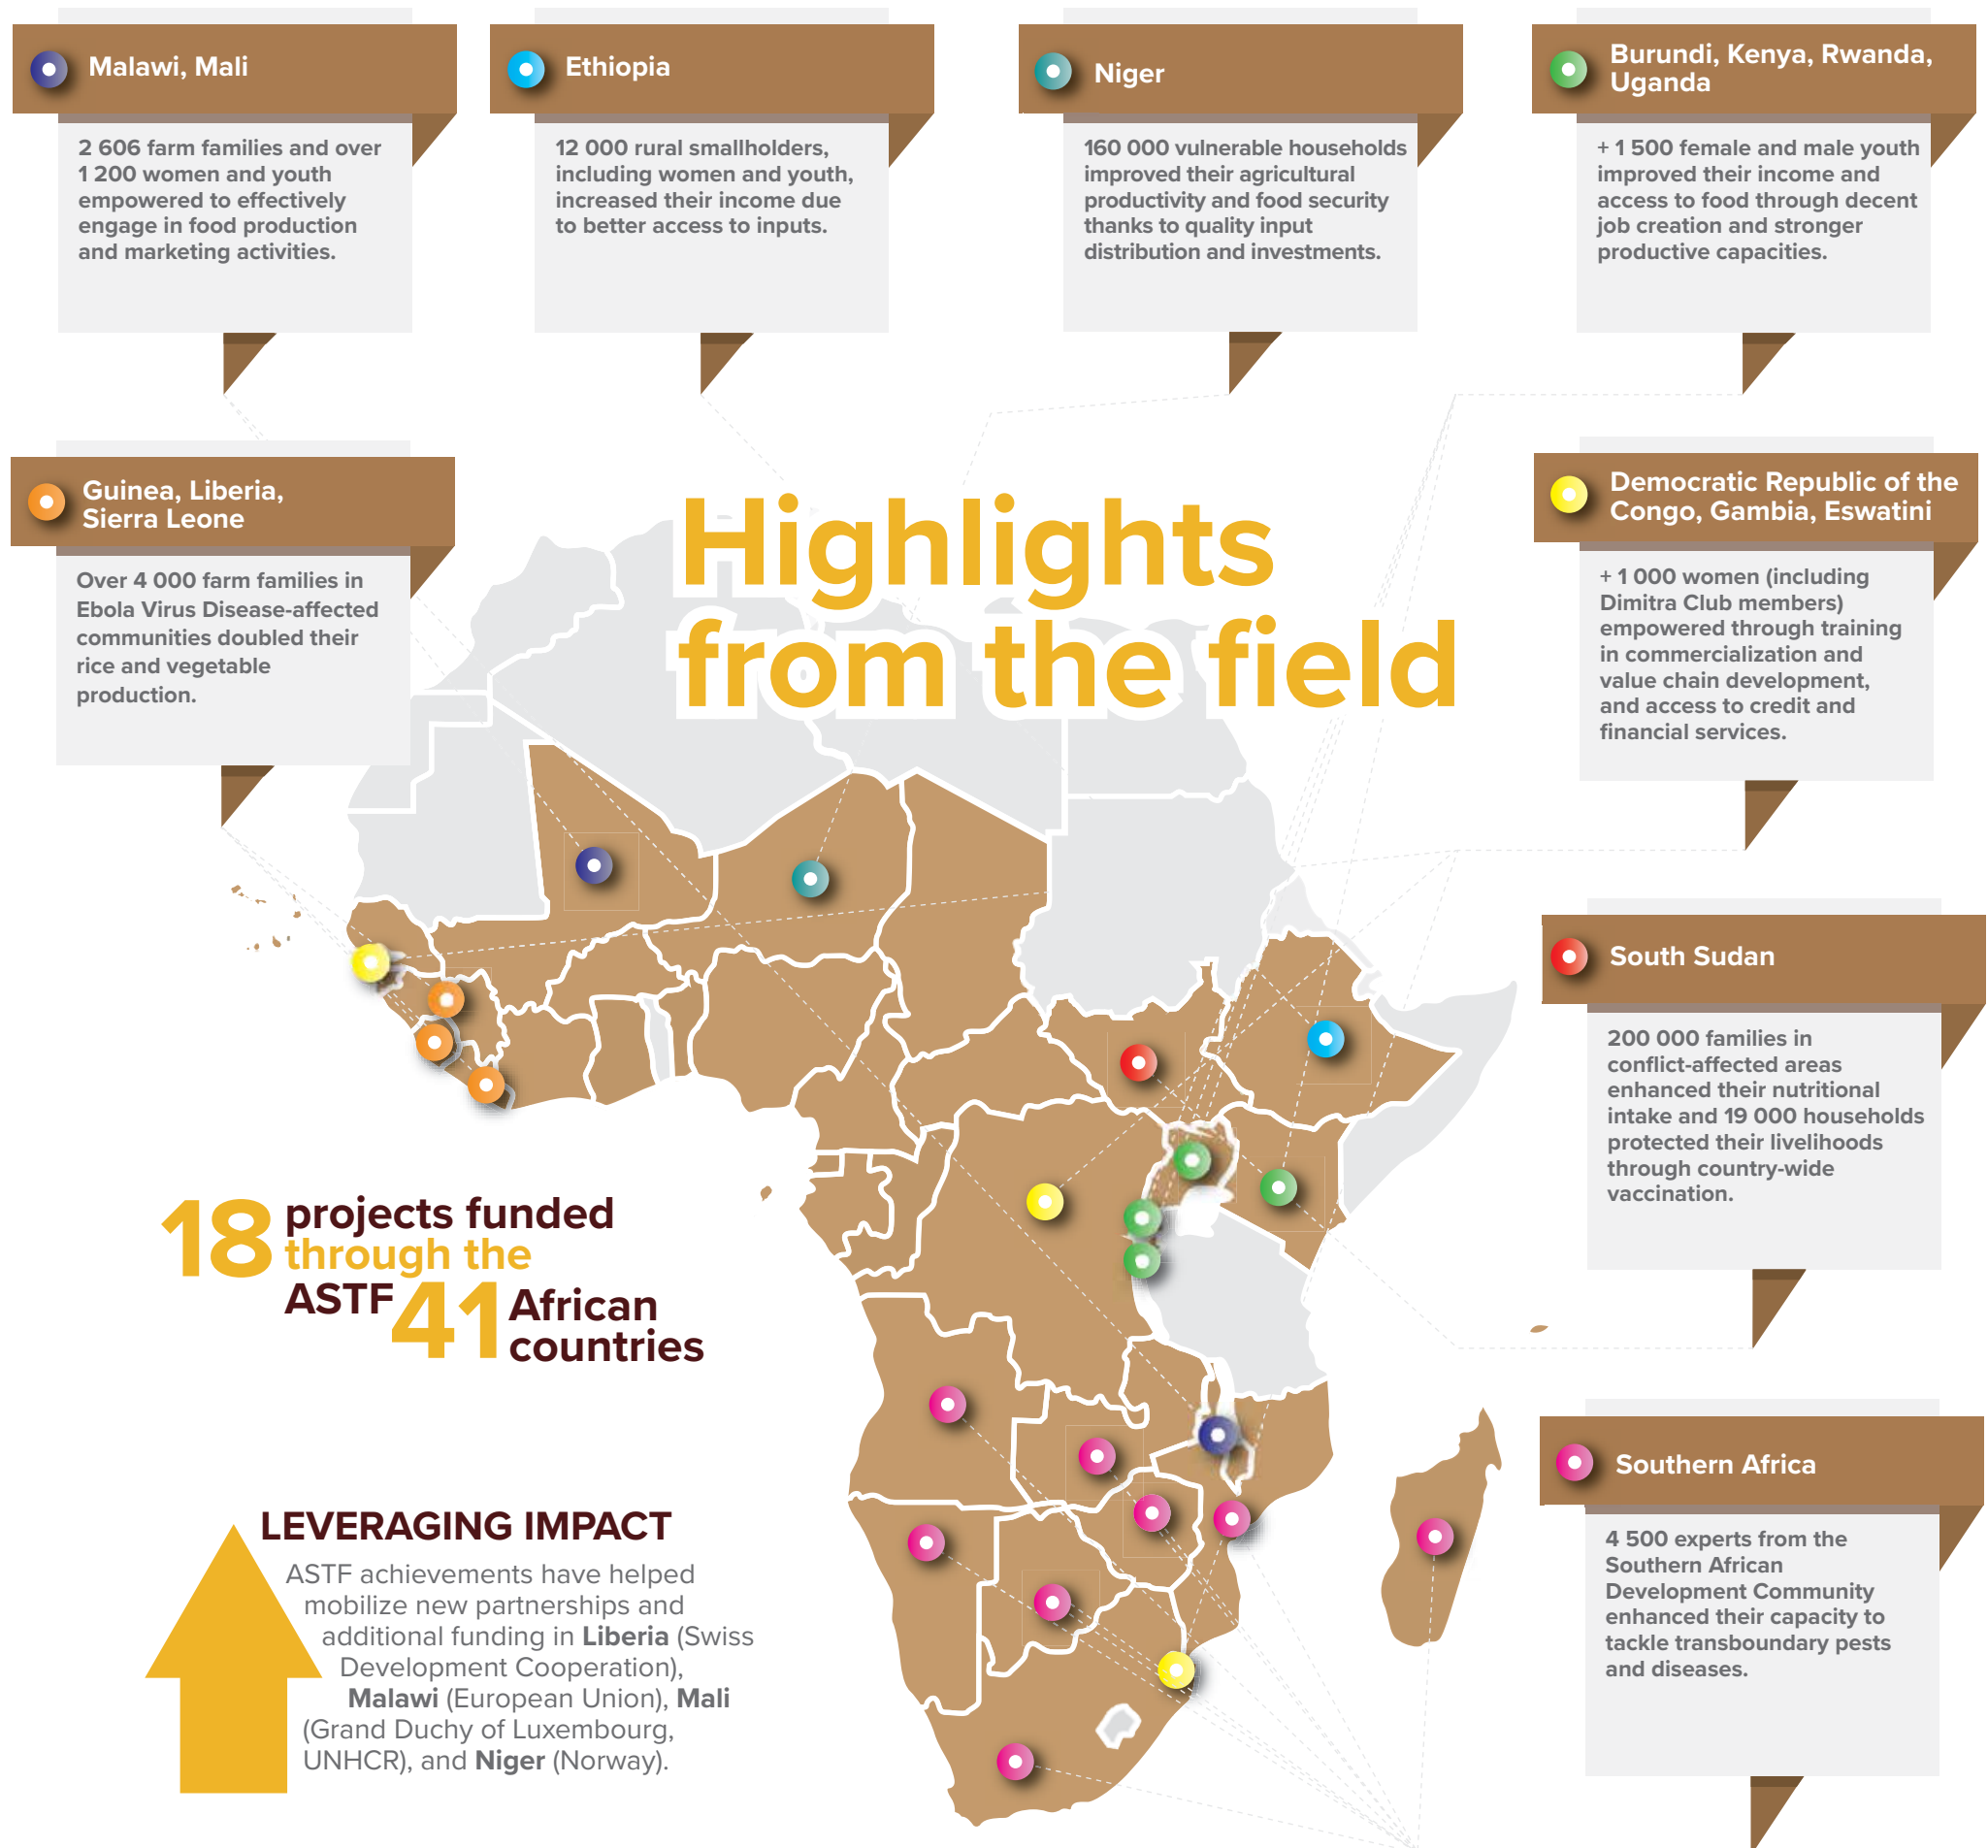 Malawi, Mali
2 606 farm families and over
1 200 women and youth
empowered to effectively
engage in food production
and marketing activities.
Ethiopia
12 000 rural smallholders,
including women and youth,
increased their income due
to better access to inputs.
Niger
160 000 vulnerable households
improved their agricultural
productivity and food security
thanks to quality input
distribution and investments.
Burundi, Kenya, Rwanda,
Uganda
+ 1 500 female and male youth
improved their income and
access to food through decent
job creation and stronger
productive capacities.
Guinea, Liberia,
Sierra Leone
Over 4 000 farm families in
Ebola Virus Disease-affected
communities doubled their
rice and vegetable
production.
Highlights
from the field
Democratic Republic of the
Congo, Gambia, Eswatini
+ 1 000 women (including
Dimitra Club members)
empowered through training
in commercialization and
value chain development,
and access to credit and
financial services.
South Sudan
200 000 families in
conflict-affected areas
enhanced their nutritional
intake and 19 000 households
protected their livelihoods
through country-wide
vaccination.
18 projects funded
through the
ASTF 41 African
countries
Southern Africa
4 500 experts from the
Southern African
Development Community
enhanced their capacity to
tackle transboundary pests
and diseases.
LEVERAGING IMPACT
ASTF achievements have helped
mobilize new partnerships and
additional funding in Liberia (Swiss
Development Cooperation),
Malawi (European Union), Mali
(Grand Duchy of Luxembourg,
UNHCR), and Niger (Norway).